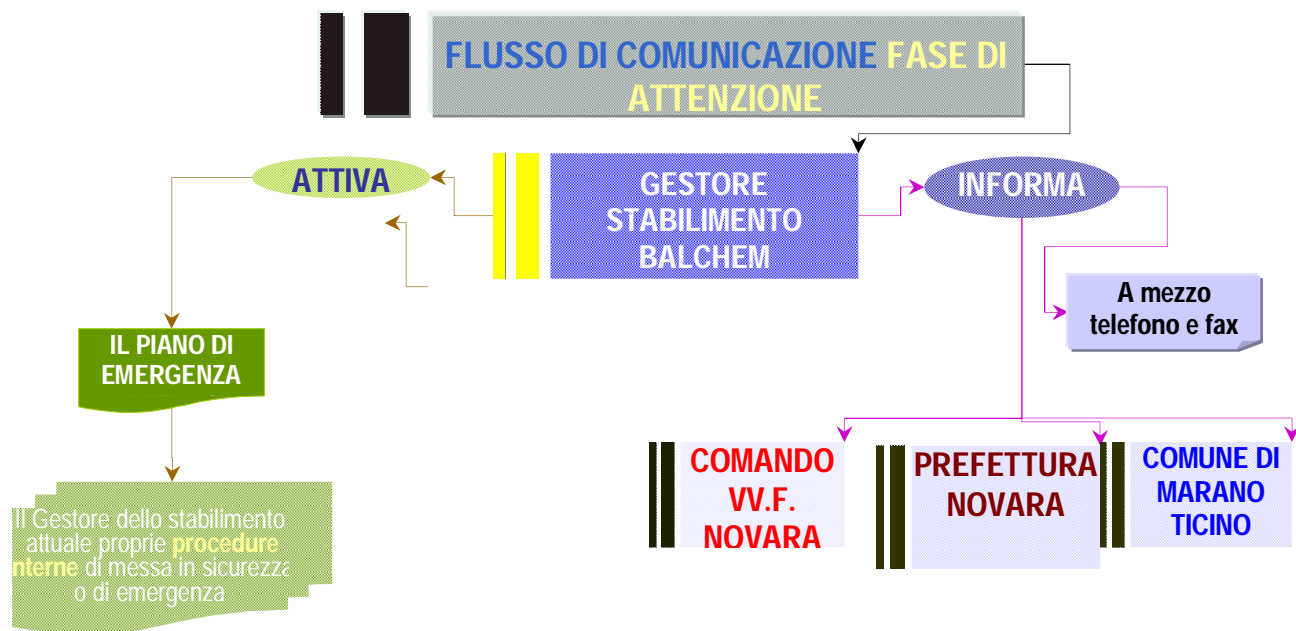 FLUSSO DI COMUNICAZIONE FASE DI
ATTENZIONE
ATTIVA
GESTORE
STABILIMENTO
BALCHEM
INFORMA
A mezzo
telefono e fax
IL PIANO DI
EMERGENZA
COMANDO
VV.F.
NOVARA
PREFETTURA
NOVARA
COMUNE DI
MARANO
TICINO
Il Gestore dello stabilimento
attuale proprie procedure
nterne di messa in sicurezza
o di emergenza